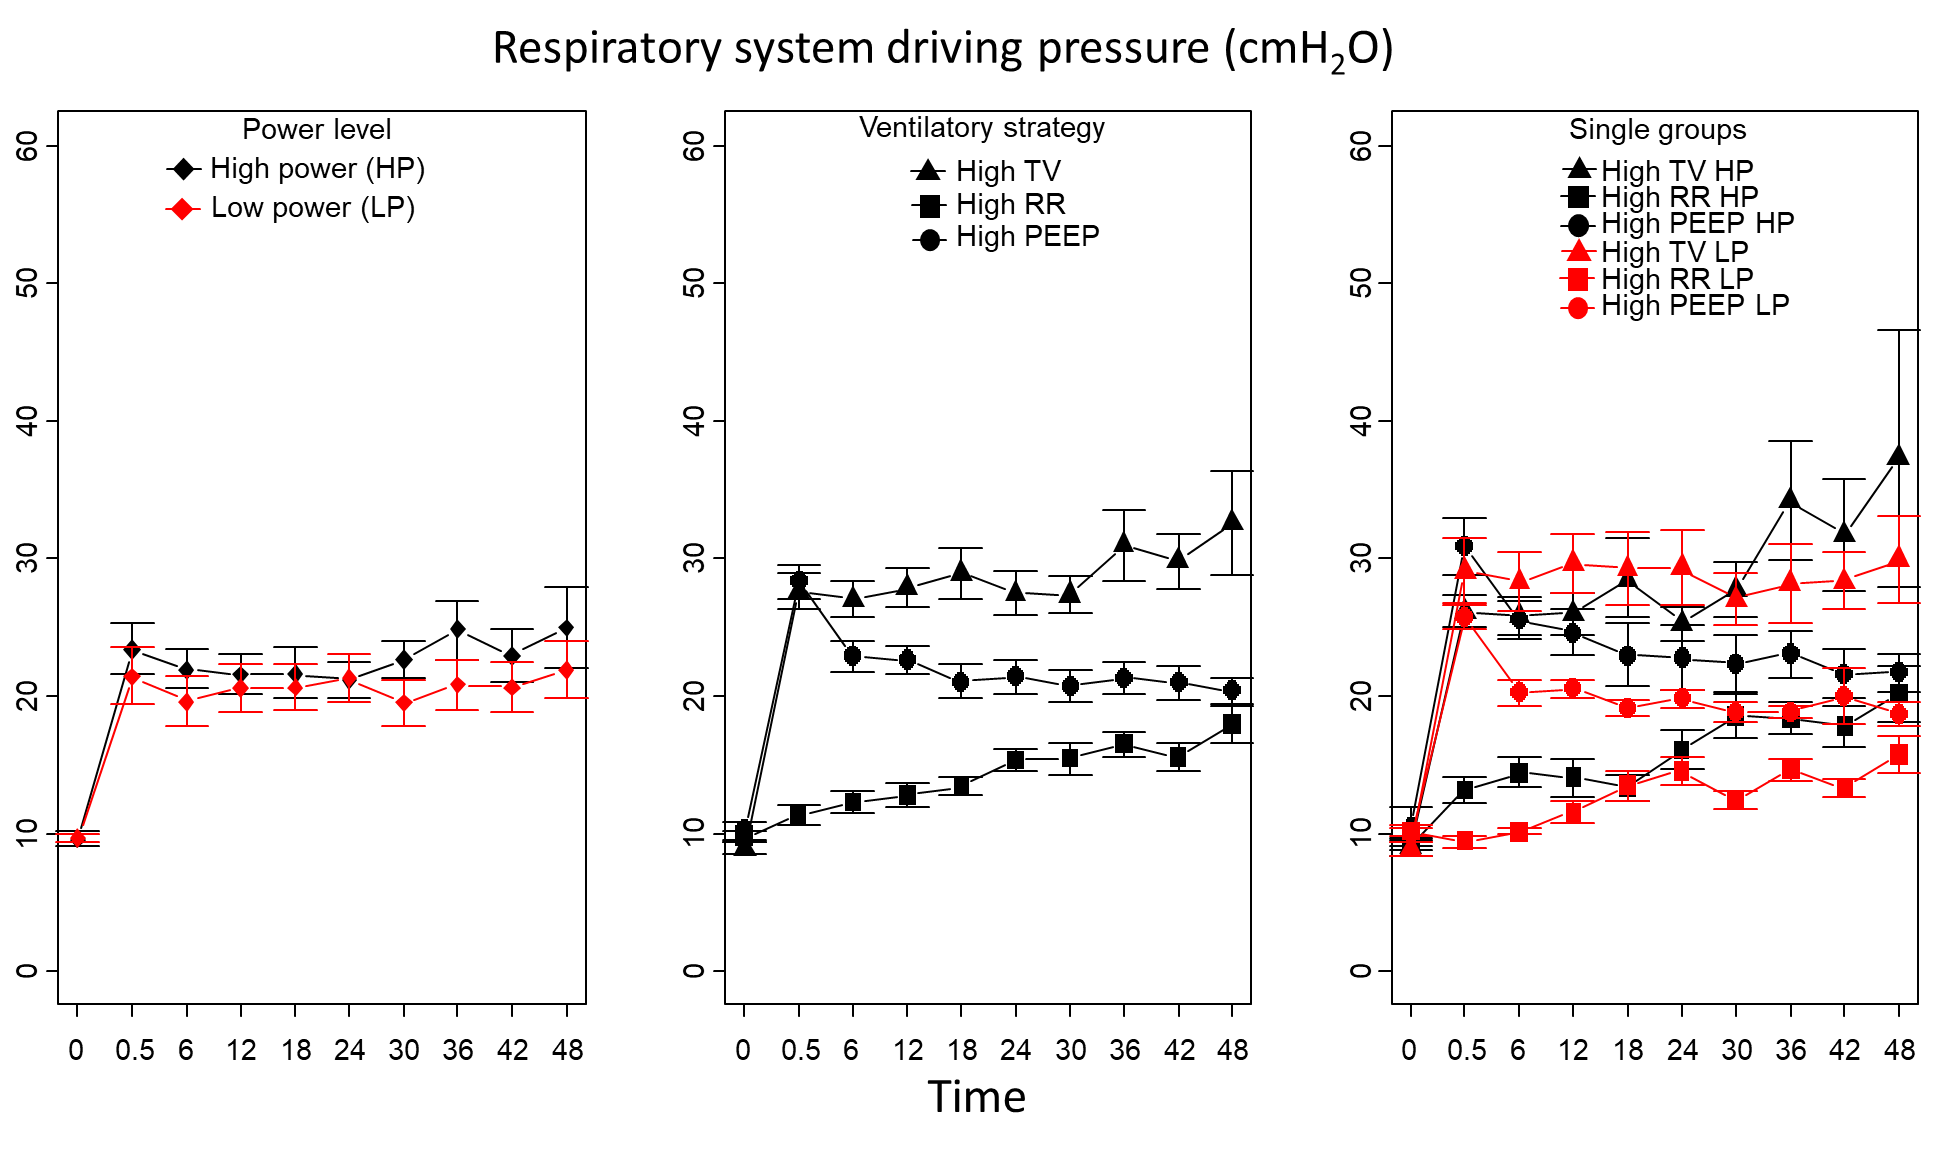 Respiratory system driving pressure (cmH₂O)
Power level
High power (HP)
Low power (LP)
60
50
40
30
20
10
0
0 0.5 6 12 18 24 30 36 42 48
Ventilatory strategy
High TV
High RR
High PEEP
60
50
40
30
20
10
0
0 0.5 6 12 18 24 30 36 42 48
Single groups
High TV HP
High RR HP
High PEEP HP
High TV LP
High RR LP
High PEEP LP
60
50
40
30
20
10
0
0 0.5 6 12 18 24 30 36 42 48
Time